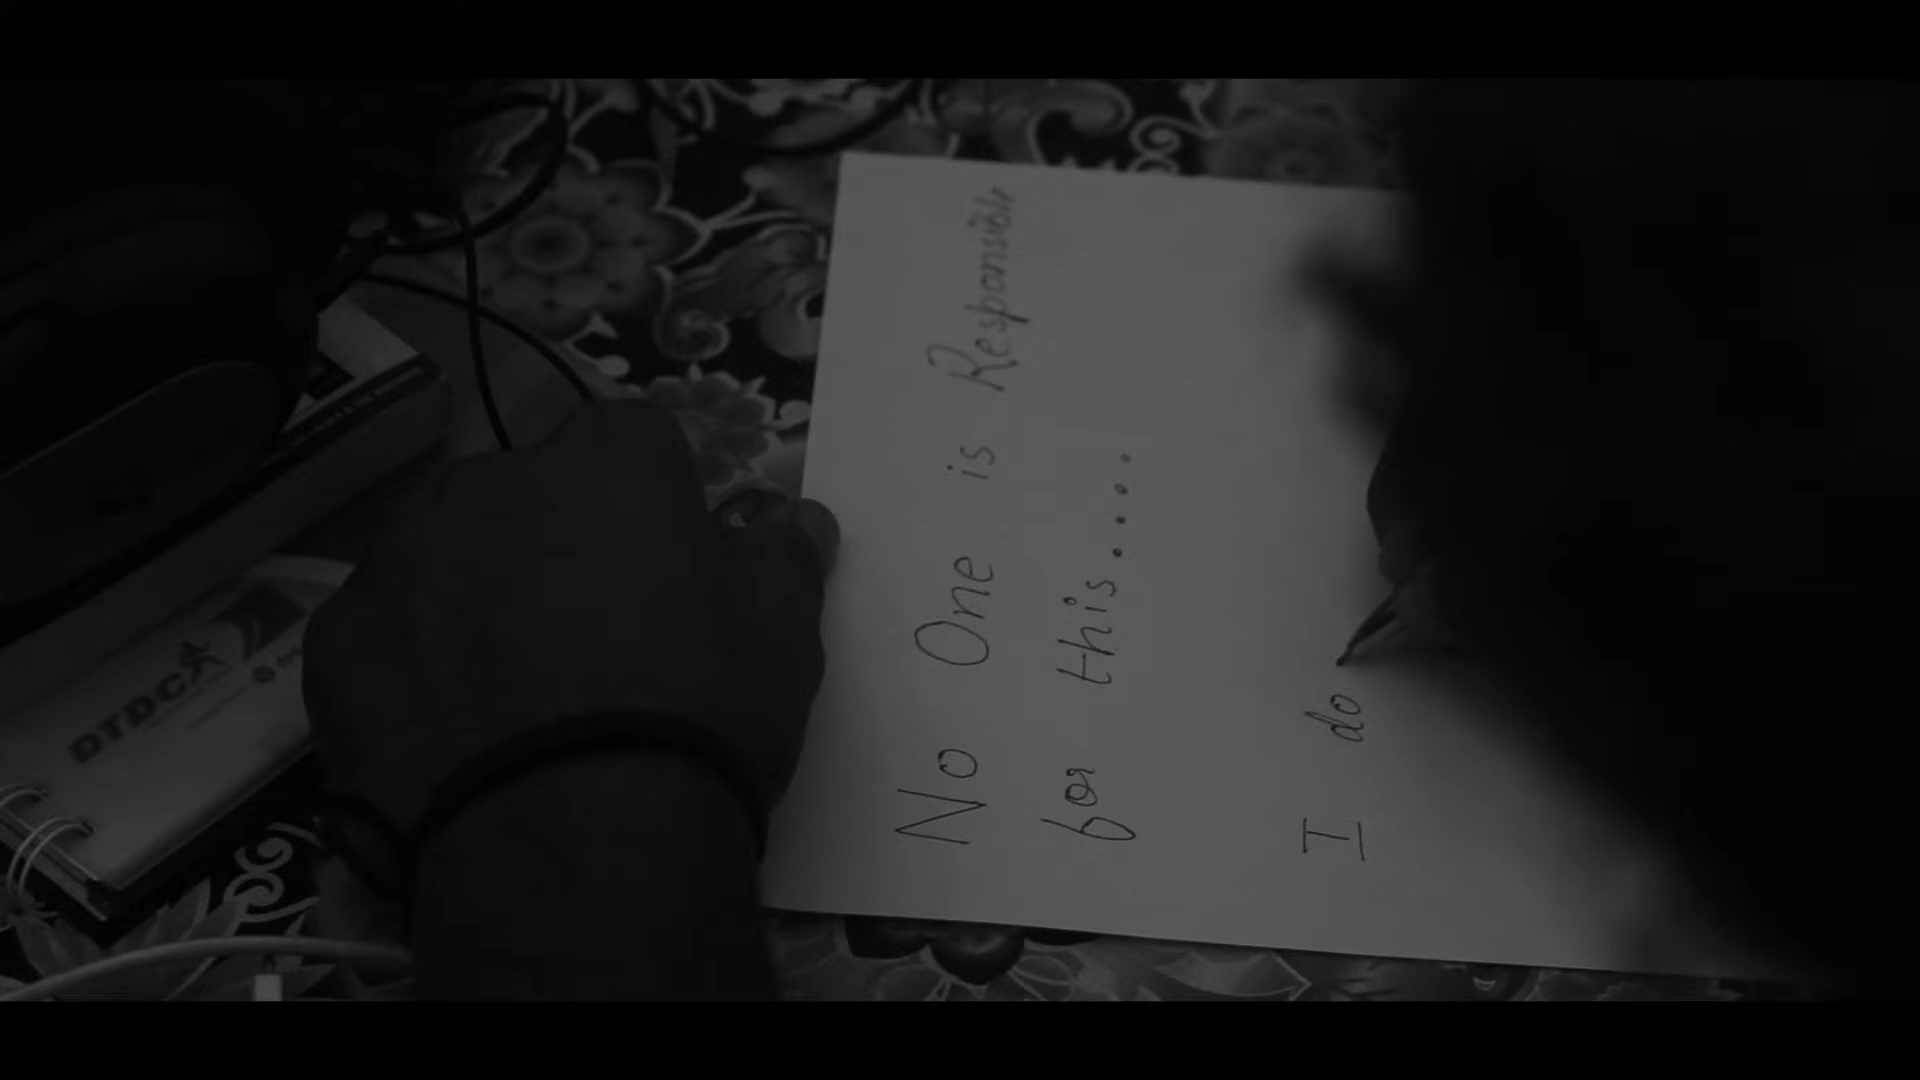 No One is Responsible
for this.....
I do
DTDC